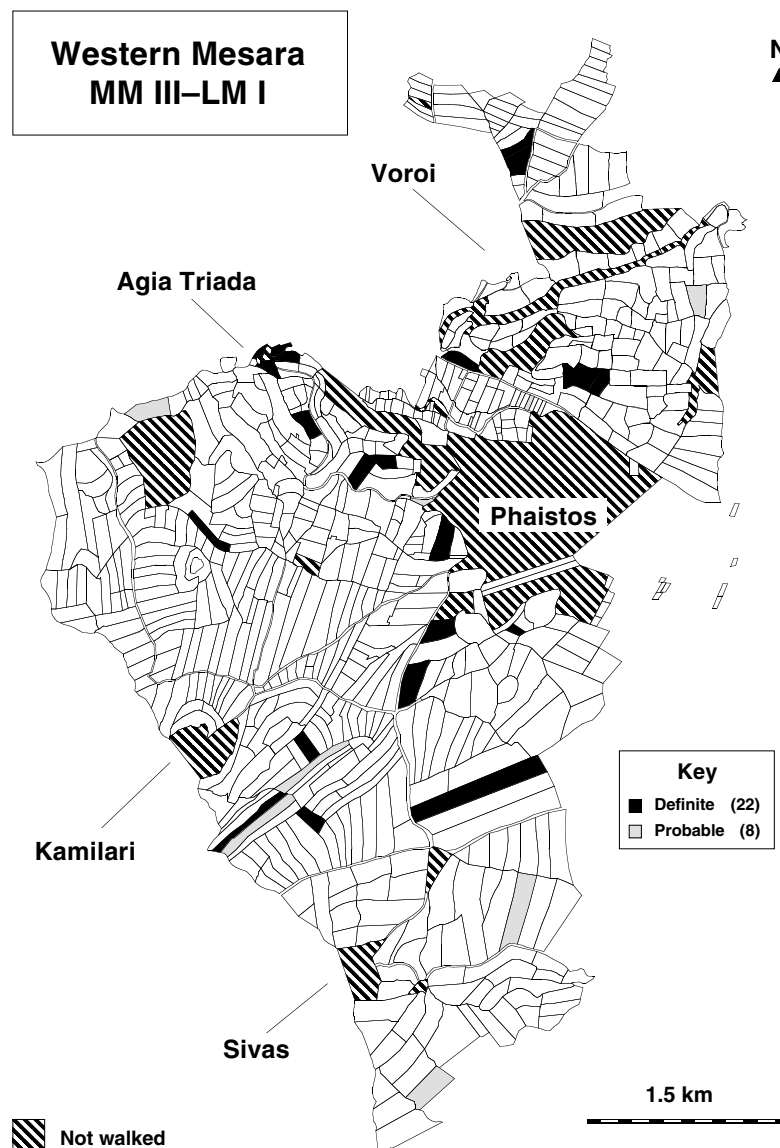 Western Mesara
MM III–LM I
N
Voroi
Agia Triada
Phaistos
Key
Definite (22)
Probable (8)
Kamilari
Sivas
1.5 km
Not walked